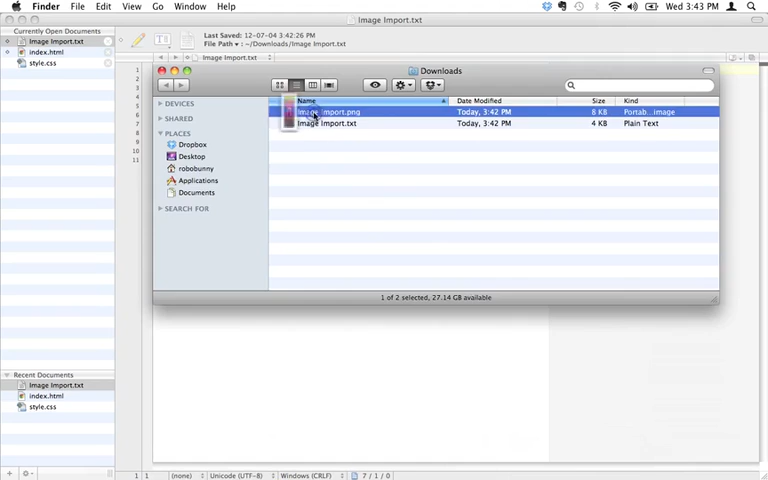 Finder File Edit View Go Window Help Wed 3:43 PM
Image Import.txt
Currently Open Documents
Image Import.txt
index.html
style.css
Last Saved: 12-07-04 3:42:26 PM
File Path ▾ : ~/Downloads/Image Import.txt
Image Import.txt
1
2
3
4
5
6
7
8
9
10
11
Downloads
DEVICES
SHARED
PLACES
Dropbox
Desktop
robobunny
Applications
Documents
SEARCH FOR
Name Date Modified Size Kind
Image Import.png Today, 3:42 PM 8 KB Portab...image
Image Import.txt Today, 3:42 PM 4 KB Plain Text
1 of 2 selected, 27.14 GB available
Recent Documents
Image Import.txt
index.html
style.css
1 1 (none) Unicode (UTF-8) Windows (CRLF) 7 / 1 / 0